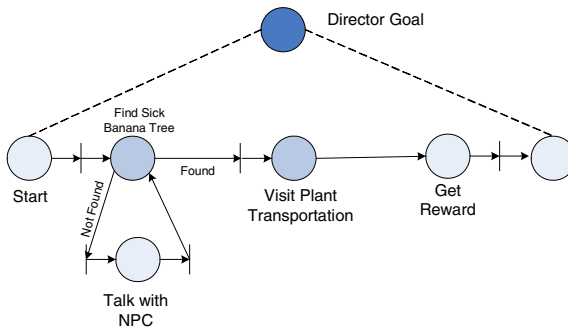 Director Goal
Find Sick
Banana Tree
Start
Found
Visit Plant
Transportation
Get
Reward
Not Found
Talk with
NPC